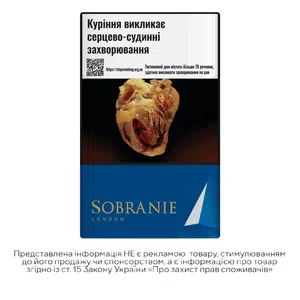 Куріння викликає
серцево-судинні
захворювання
https://stopsmoking.org.ua
Тютюновий дим містить більше 70 речовин,
здатних викликати захворювання на рак
SOBRANIE
LONDON
Представлена інформація НЕ є рекламою товару, стимулюванням
до його продажу чи спонсорством, а є інформацією про товар
згідно із ст. 15 Закону України «Про захист прав споживачів»